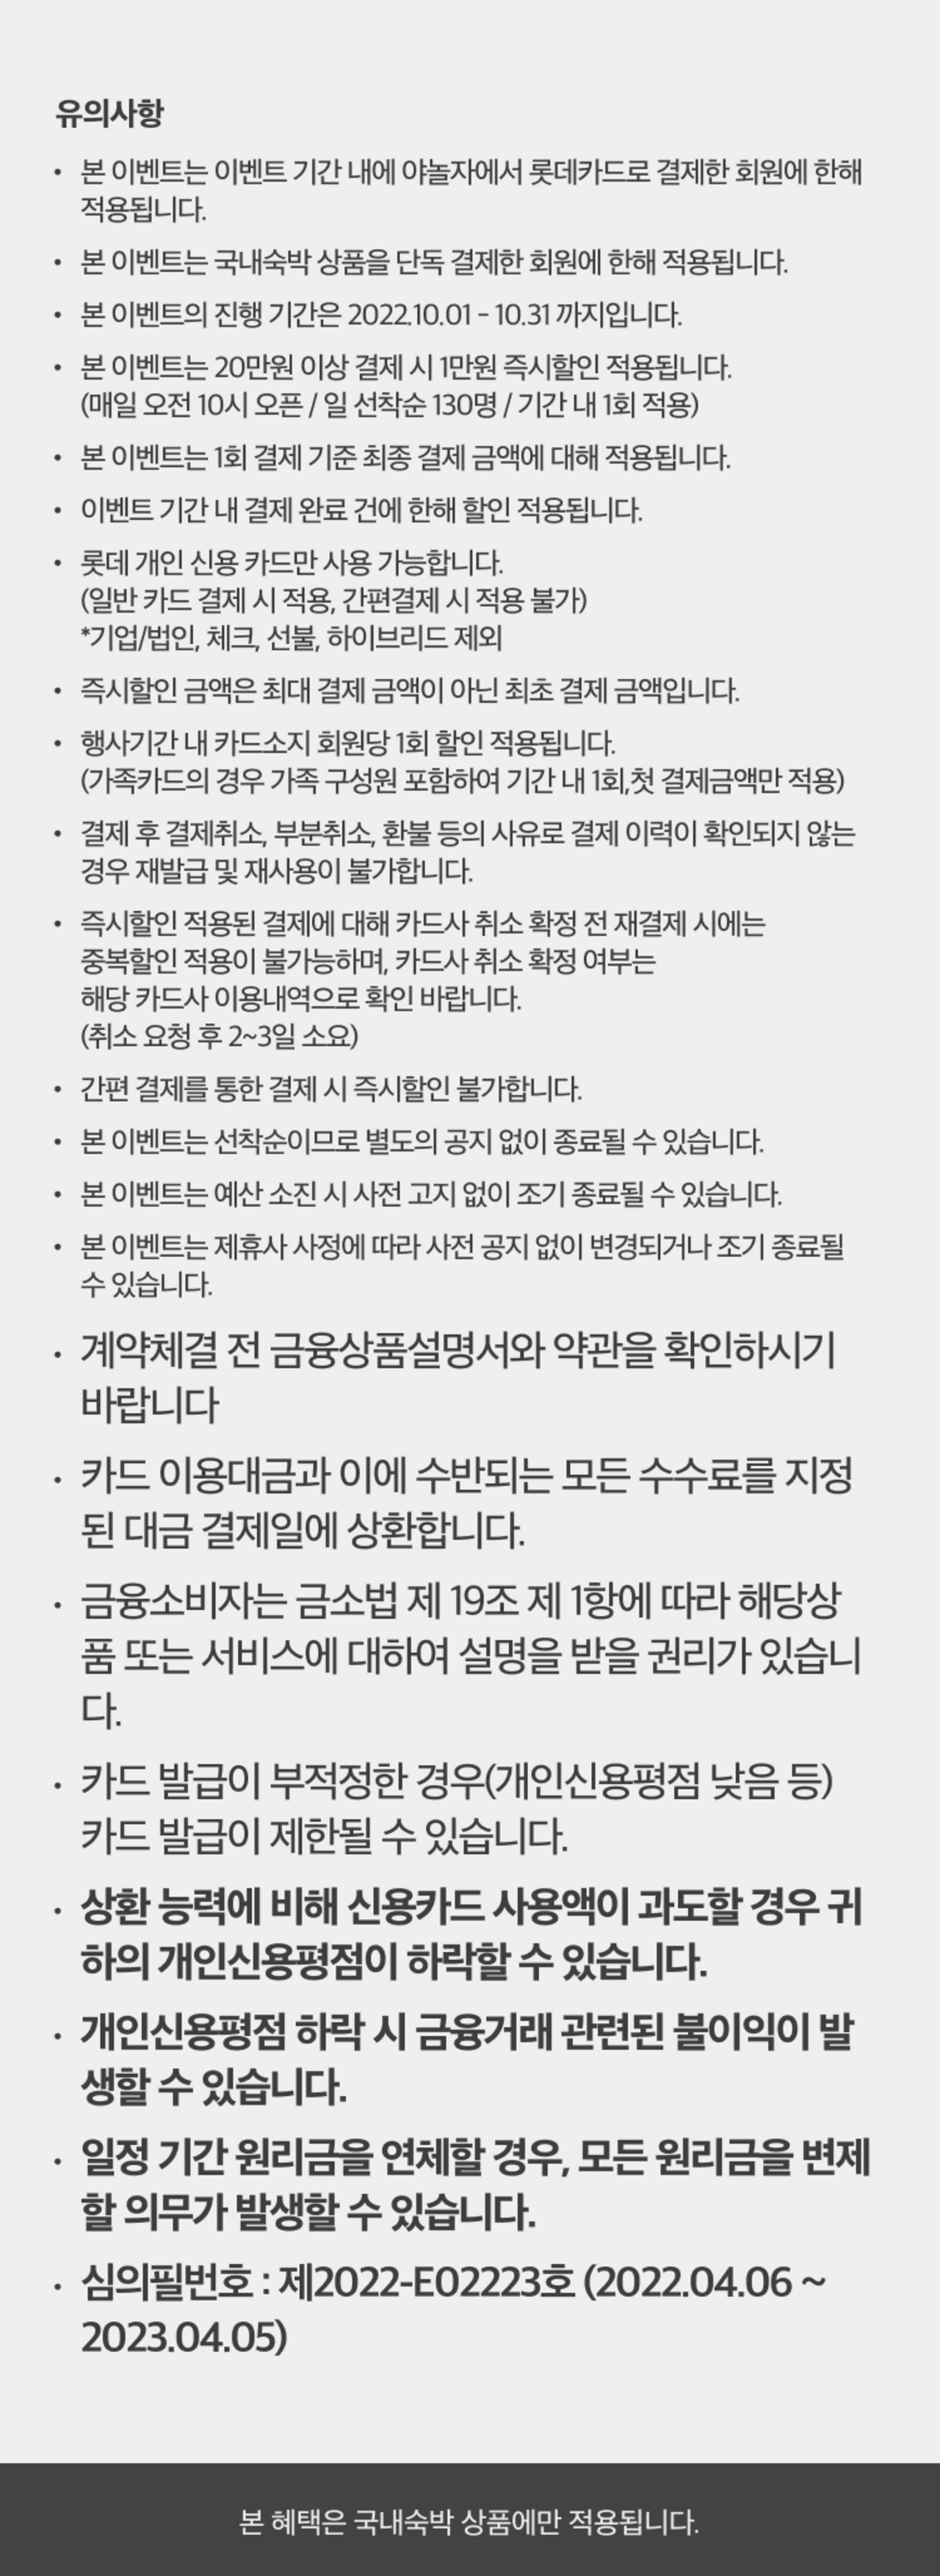 유의사항
• 본 이벤트는 이벤트 기간 내에 야놀자에서 롯데카드로 결제한 회원에 한해
적용됩니다.
• 본 이벤트는 국내숙박 상품을 단독 결제한 회원에 한해 적용됩니다.
• 본 이벤트의 진행 기간은 2022.10.01 - 10.31 까지입니다.
• 본 이벤트는 20만원 이상 결제 시 1만원 즉시할인 적용됩니다.
(매일 오전 10시 오픈 / 일 선착순 130명 / 기간 내 1회 적용)
• 본 이벤트는 1회 결제 기준 최종 결제 금액에 대해 적용됩니다.
• 이벤트 기간 내 결제 완료 건에 한해 할인 적용됩니다.
• 롯데 개인 신용 카드만 사용 가능합니다.
(일반 카드 결제 시 적용, 간편결제 시 적용 불가)
*기업/법인, 체크, 선불, 하이브리드 제외
• 즉시할인 금액은 최대 결제 금액이 아닌 최초 결제 금액입니다.
• 행사기간 내 카드소지 회원당 1회 할인 적용됩니다.
(가족카드의 경우 가족 구성원 포함하여 기간 내 1회,첫 결제금액만 적용)
• 결제 후 결제취소, 부분취소, 환불 등의 사유로 결제 이력이 확인되지 않는
경우 재발급 및 재사용이 불가합니다.
• 즉시할인 적용된 결제에 대해 카드사 취소 확정 전 재결제 시에는
중복할인 적용이 불가능하며, 카드사 취소 확정 여부는
해당 카드사 이용내역으로 확인 바랍니다.
(취소 요청 후 2~3일 소요)
• 간편 결제를 통한 결제 시 즉시할인 불가합니다.
• 본 이벤트는 선착순이므로 별도의 공지 없이 종료될 수 있습니다.
• 본 이벤트는 예산 소진 시 사전 고지 없이 조기 종료될 수 있습니다.
• 본 이벤트는 제휴사 사정에 따라 사전 공지 없이 변경되거나 조기 종료될
수 있습니다.
• 계약체결 전 금융상품설명서와 약관을 확인하시기
바랍니다
• 카드 이용대금과 이에 수반되는 모든 수수료를 지정
된 대금 결제일에 상환합니다.
• 금융소비자는 금소법 제 19조 제 1항에 따라 해당상
품 또는 서비스에 대하여 설명을 받을 권리가 있습니
다.
• 카드 발급이 부적정한 경우(개인신용평점 낮음 등)
카드 발급이 제한될 수 있습니다.
• 상환 능력에 비해 신용카드 사용액이 과도할 경우 귀
하의 개인신용평점이 하락할 수 있습니다.
• 개인신용평점 하락 시 금융거래 관련된 불이익이 발
생할 수 있습니다.
• 일정 기간 원리금을 연체할 경우, 모든 원리금을 변제
할 의무가 발생할 수 있습니다.
• 심의필번호 : 제2022-E02223호 (2022.04.06 ~
2023.04.05)
본 혜택은 국내숙박 상품에만 적용됩니다.